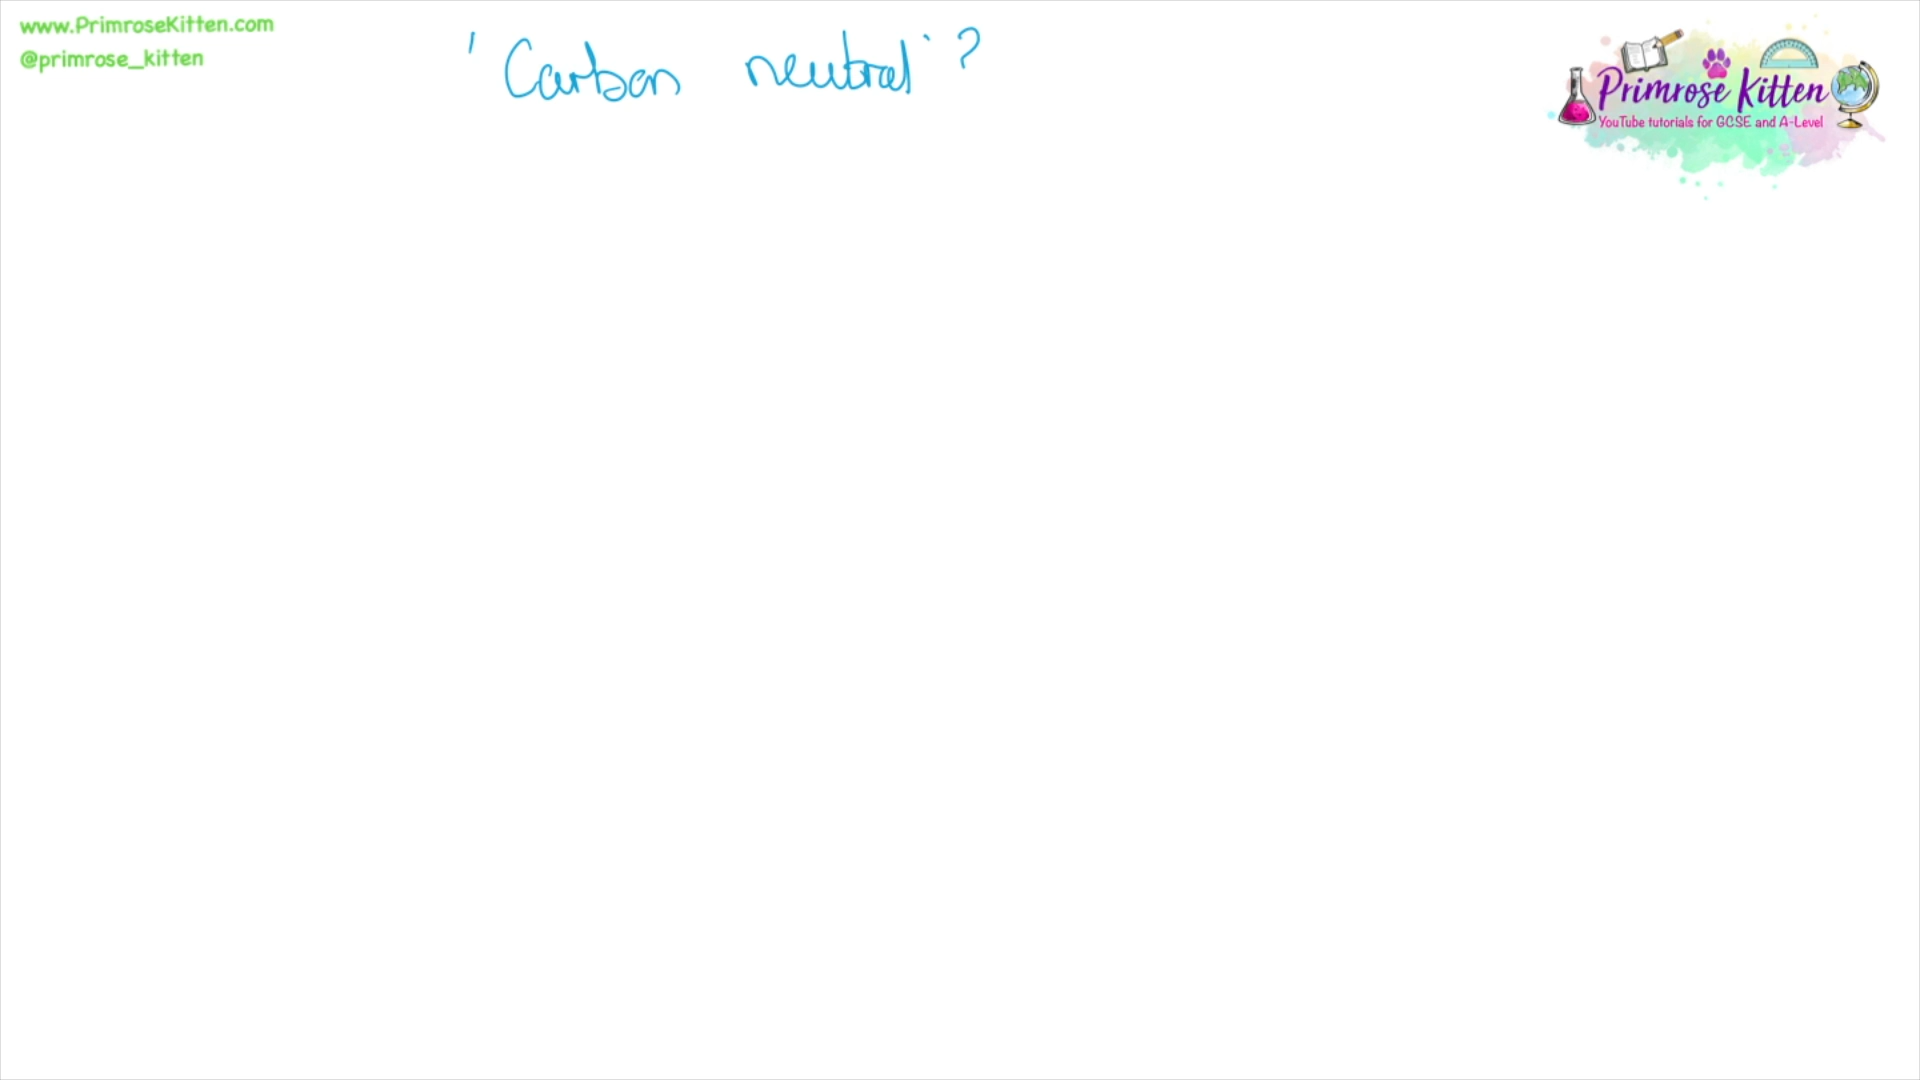 www.PrimroseKitten.com
@primrose_kitten
'Carbon neutral'?
Primrose Kitten
YouTube tutorials for GCSE and A-Level